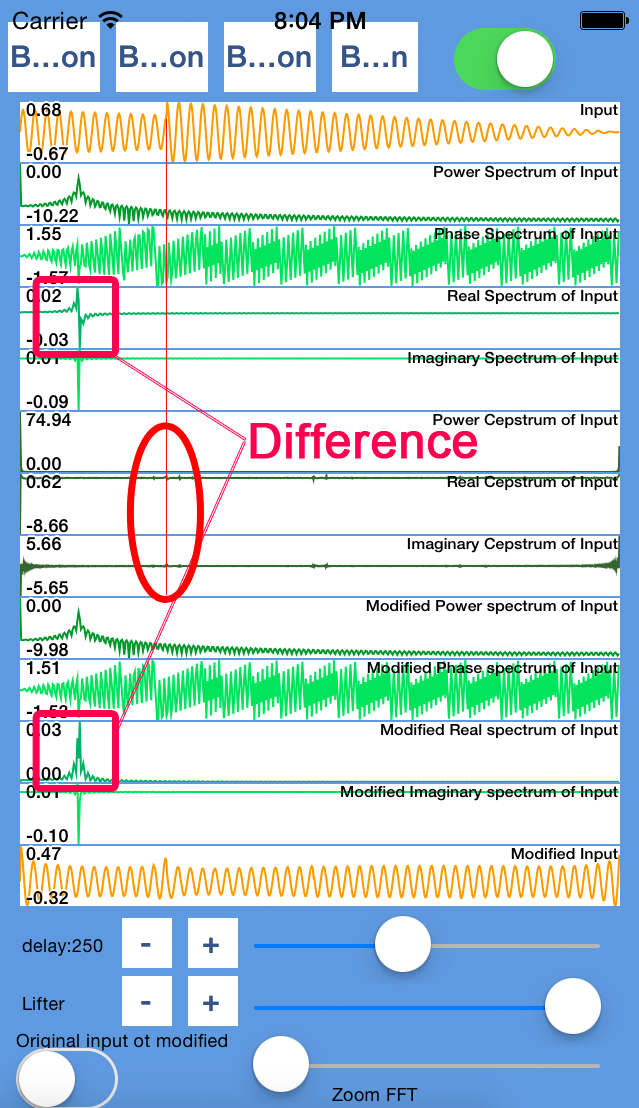 Carrier 8:04 PM
B...on B...on B...on B...n
0.68 Input
-0.67
0.00 Power Spectrum of Input
-10.22
1.55 Phase Spectrum of Input
-1.57
0.02 Real Spectrum of Input
-0.03
0.01 Imaginary Spectrum of Input
-0.09
74.94 Power Cepstrum of Input
Difference
0.00
0.62 Real Cepstrum of Input
-8.66
5.66 Imaginary Cepstrum of Input
-5.65
0.00 Modified Power spectrum of Input
-9.98
1.51 Modified Phase spectrum of Input
0.03 Modified Real spectrum of Input
0.00
0.01 Modified Imaginary spectrum of Input
-0.10
0.47 Modified Input
-0.32
delay:250 - +
Lifter - +
Original input ot modified
Zoom FFT